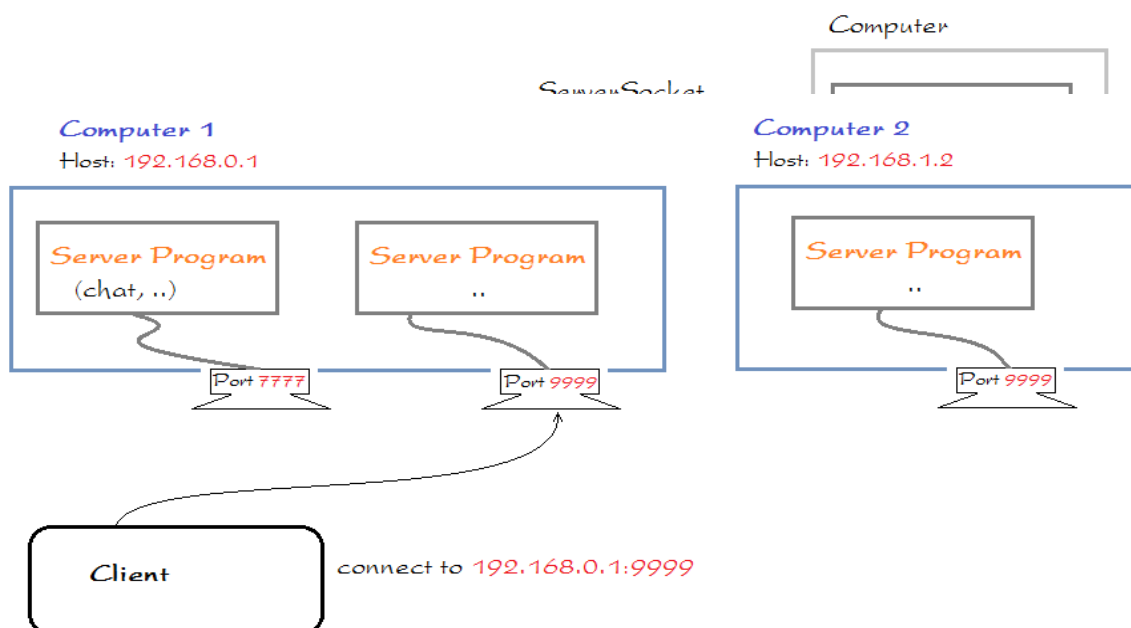 Computer
ServerSocket
Computer 1
Host: 192.168.0.1
Computer 2
Host: 192.168.1.2
Server Program
(chat, ..)
Server Program
..
Server Program
..
Port 7777
Port 9999
Port 9999
Client
connect to 192.168.0.1:9999